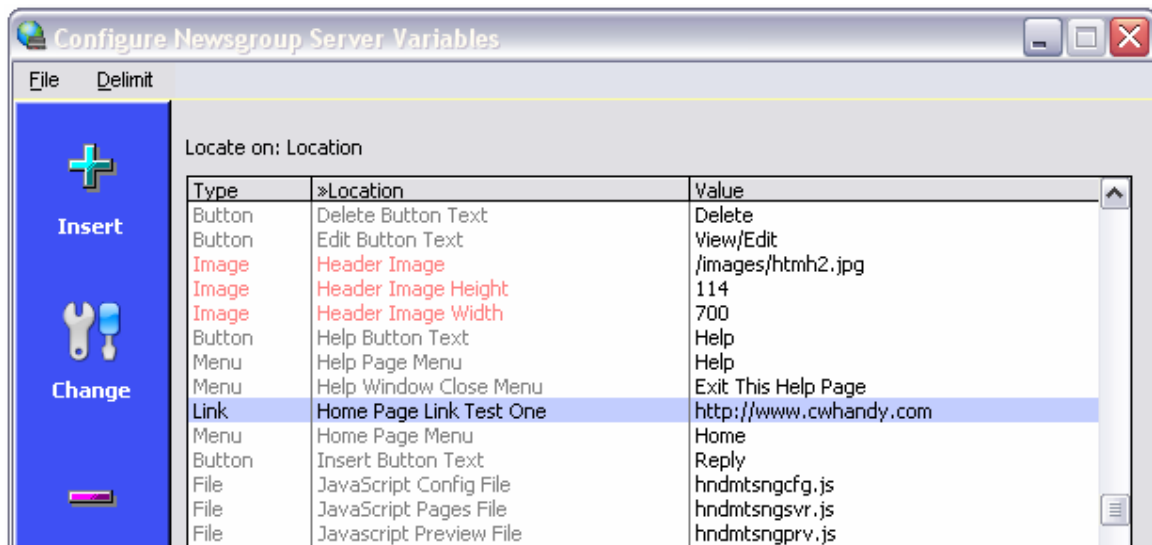 Configure Newsgroup Server Variables
File Delimit
Locate on: Location
Insert
Change
Type »Location Value
Button Delete Button Text Delete
Button Edit Button Text View/Edit
Image Header Image /images/htmh2.jpg
Image Header Image Height 114
Image Header Image Width 700
Button Help Button Text Help
Menu Help Page Menu Help
Menu Help Window Close Menu Exit This Help Page
Link Home Page Link Test One http://www.cwhandy.com
Menu Home Page Menu Home
Button Insert Button Text Reply
File JavaScript Config File hndmtsngcfg.js
File JavaScript Pages File hndmtsngsvr.js
File Javascript Preview File hndmtsngprv.js